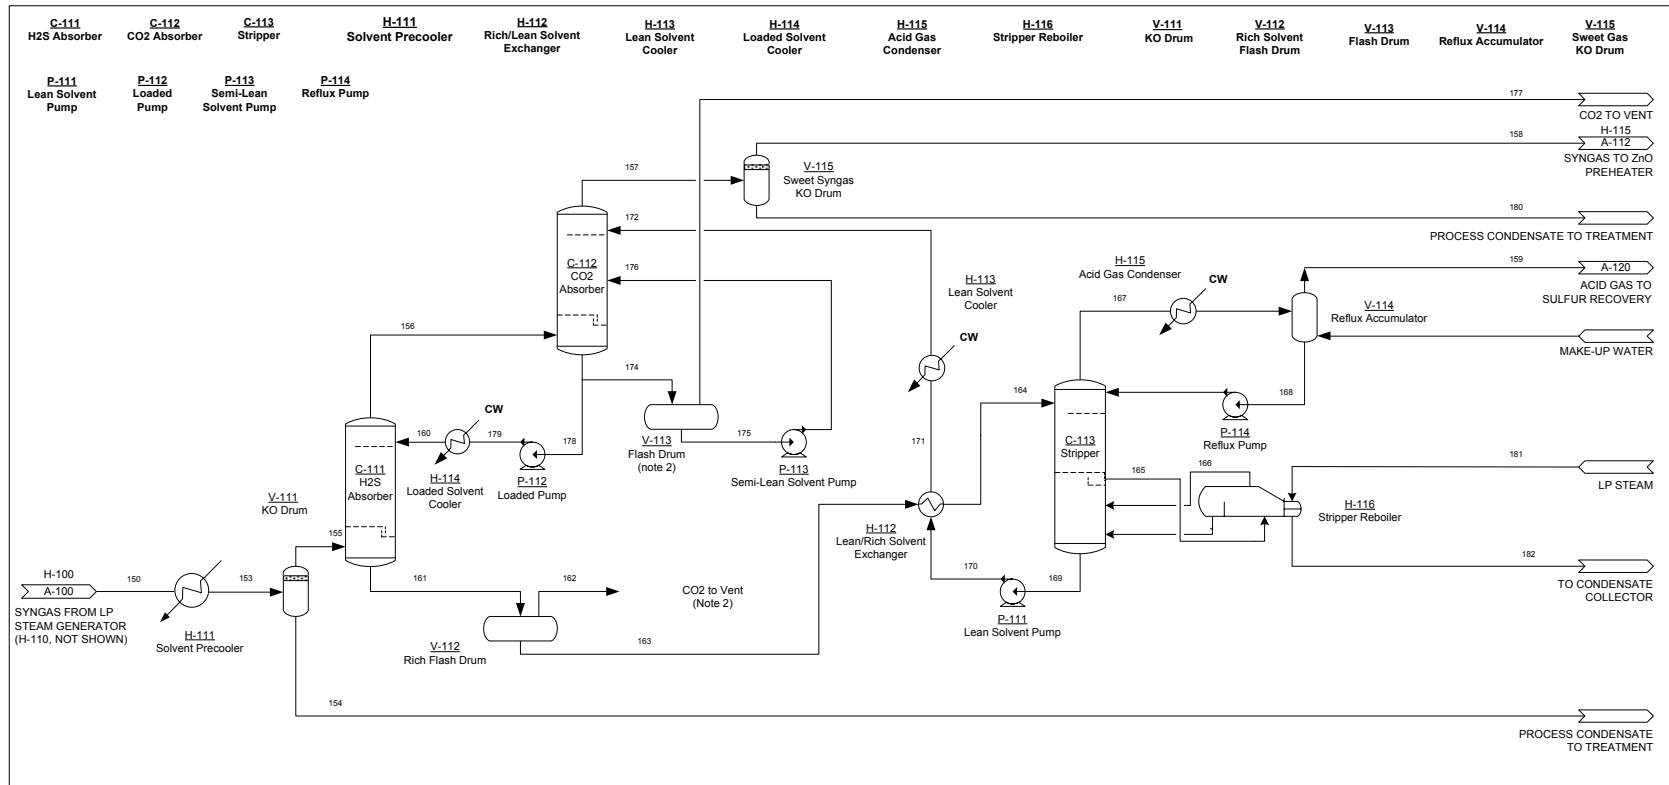 C-111
H2S Absorber
C-112
CO2 Absorber
C-113
Stripper
H-111
Solvent Precooler
H-112
Rich/Lean Solvent
Exchanger
H-113
Lean Solvent
Cooler
H-114
Loaded Solvent
Cooler
H-115
Acid Gas
Condenser
H-116
Stripper Reboiler
V-111
KO Drum
V-112
Rich Solvent
Flash Drum
V-113
Flash Drum
V-114
Reflux Accumulator
V-115
Sweet Gas
KO Drum
P-111
Lean Solvent
Pump
P-112
Loaded
Pump
P-113
Semi-Lean
Solvent Pump
P-114
Reflux Pump
177
CO2 TO VENT
158
H-115
A-112
SYNGAS TO ZnO
PREHEATER
157
V-115
Sweet Syngas
KO Drum
180
PROCESS CONDENSATE TO TREATMENT
172
C-112
CO2
Absorber
176
H-113
Lean Solvent
Cooler
H-115
Acid Gas Condenser
CW
167
159
A-120
ACID GAS TO
SULFUR RECOVERY
V-114
Reflux Accumulator
MAKE-UP WATER
156
174
CW
164
168
P-114
Reflux Pump
CW
160
179
178
C-111
H2S
Absorber
H-114
Loaded Solvent
Cooler
P-112
Loaded Pump
V-113
Flash Drum
(note 2)
175
P-113
Semi-Lean Solvent Pump
171
C-113
Stripper
165
166
181
LP STEAM
H-116
Stripper Reboiler
V-111
KO Drum
155
H-112
Lean/Rich Solvent
Exchanger
182
TO CONDENSATE
COLLECTOR
H-100
A-100
150
153
SYNGAS FROM LP
STEAM GENERATOR
(H-110, NOT SHOWN)
H-111
Solvent Precooler
161
162
CO2 to Vent
(Note 2)
170
169
P-111
Lean Solvent Pump
V-112
Rich Flash Drum
163
154
PROCESS CONDENSATE
TO TREATMENT